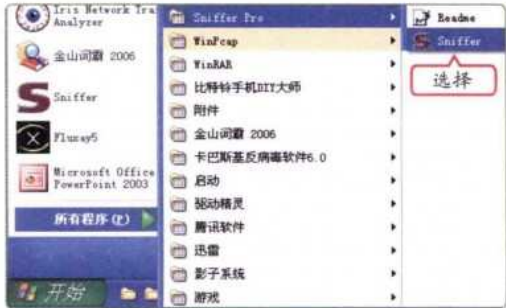 Iris Network Tra
Analyzer
金山词霸 2006
Sniffer
Fluxay5
Microsoft Office
PowerPoint 2003
所有程序(P)
开始
Sniffer Pro
WinPcap
WinRAR
比特铃手机DIY大师
附件
金山词霸 2006
卡巴斯基反病毒软件6.0
启动
驱动精灵
腾讯软件
迅雷
影子系统
游戏
Readme
Sniffer
选择